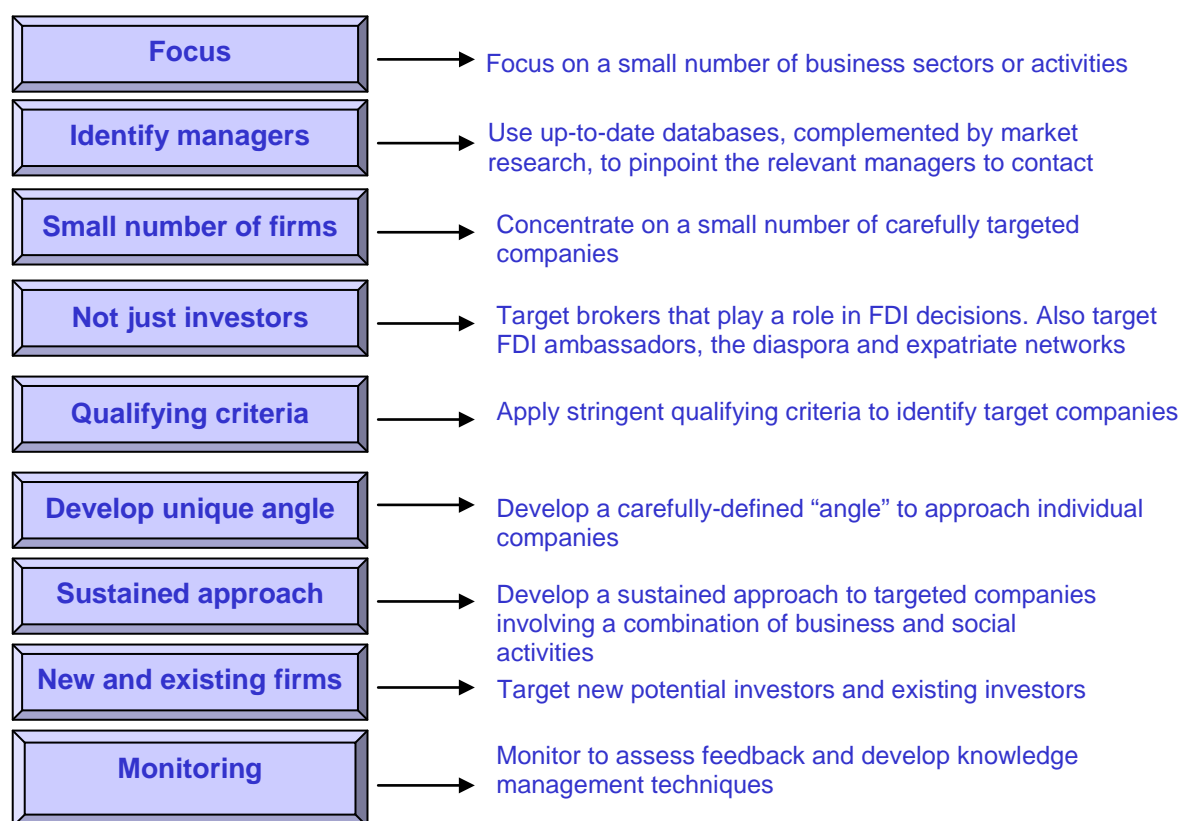 Focus
Focus on a small number of business sectors or activities
Identify managers
Use up-to-date databases, complemented by market
research, to pinpoint the relevant managers to contact
Small number of firms
Concentrate on a small number of carefully targeted
companies
Not just investors
Target brokers that play a role in FDI decisions. Also target
FDI ambassadors, the diaspora and expatriate networks
Qualifying criteria
Apply stringent qualifying criteria to identify target companies
Develop unique angle
Develop a carefully-defined “angle” to approach individual
companies
Sustained approach
Develop a sustained approach to targeted companies
involving a combination of business and social
activities
New and existing firms
Target new potential investors and existing investors
Monitoring
Monitor to assess feedback and develop knowledge
management techniques